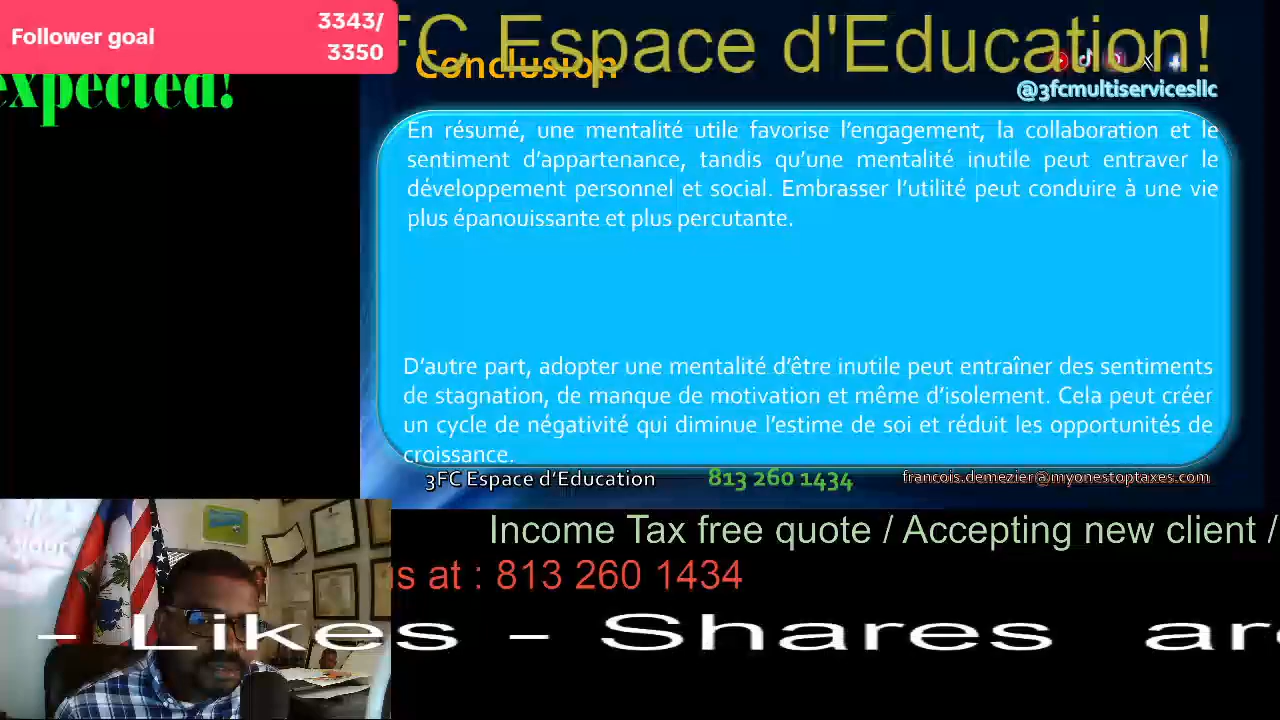 Follower goal
3343/
3350
expected!
FC Espace d'Education!
Conclusion
@3fcmultiservicesllc
En résumé, une mentalité utile favorise l'engagement, la collaboration et le
sentiment d'appartenance, tandis qu'une mentalité inutile peut entraver le
développement personnel et social. Embrasser l'utilité peut conduire à une vie
plus épanouissante et plus percutante.
D'autre part, adopter une mentalité d'être inutile peut entraîner des sentiments
de stagnation, de manque de motivation et même d'isolement. Cela peut créer
un cycle de négativité qui diminue l'estime de soi et réduit les opportunités de
croissance.
3FC Espace d'Education
813 260 1434
francois.demezier@myonestoptaxes.com
your
Income Tax free quote / Accepting new client /
us at : 813 260 1434
- Likes - Shares are